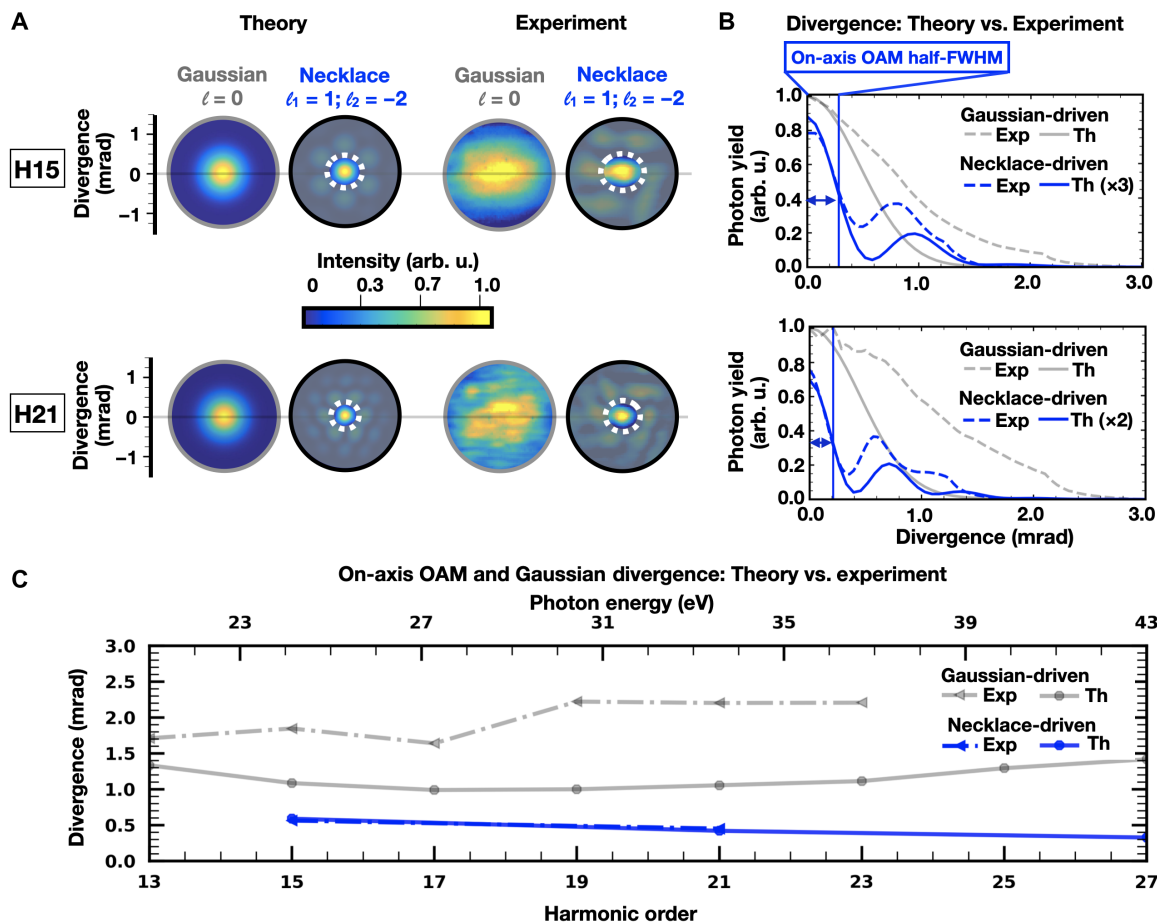 A
Theory
Experiment
Gaussian
ℓ = 0
Necklace
ℓ₁ = 1; ℓ₂ = −2
Gaussian
ℓ = 0
Necklace
ℓ₁ = 1; ℓ₂ = −2
H15
Divergence
(mrad)
1
0
−1
Intensity (arb. u.)
0 0.3 0.7 1.0
H21
Divergence
(mrad)
1
0
−1
B
Divergence: Theory vs. Experiment
On-axis OAM half-FWHM
Photon yield
(arb. u.)
1.0
0.8
0.6
0.4
0.2
0.0
Gaussian-driven
Exp Th
Necklace-driven
Exp Th (×3)
0.0 1.0 2.0 3.0
Photon yield
(arb. u.)
1.0
0.8
0.6
0.4
0.2
0.0
Gaussian-driven
Exp Th
Necklace-driven
Exp Th (×2)
0.0 1.0 2.0 3.0
Divergence (mrad)
C
On-axis OAM and Gaussian divergence: Theory vs. experiment
Photon energy (eV)
23 27 31 35 39 43
Divergence (mrad)
3.0
2.5
2.0
1.5
1.0
0.5
0.0
Gaussian-driven
Exp Th
Necklace-driven
Exp Th
13 15 17 19 21 23 25 27
Harmonic order